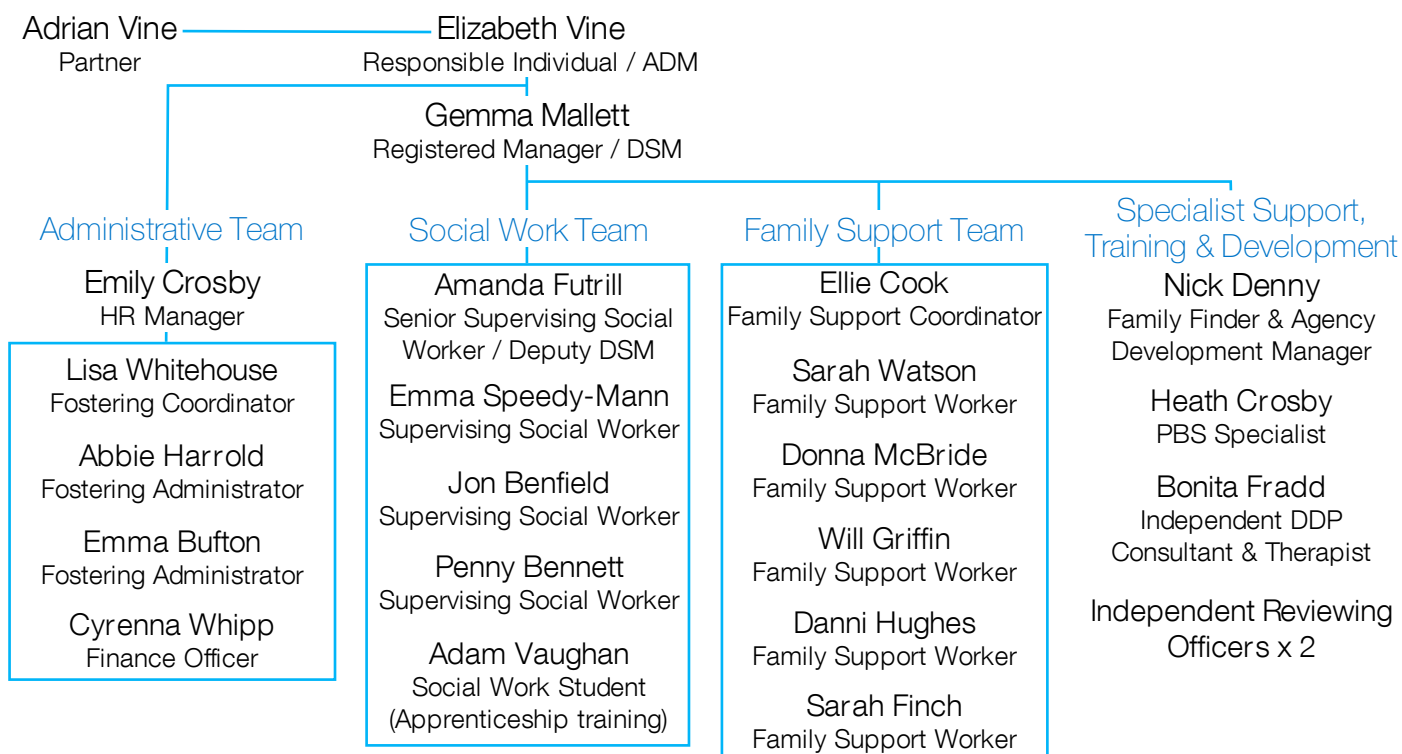 Adrian Vine
Partner
Elizabeth Vine
Responsible Individual / ADM
Gemma Mallett
Registered Manager / DSM
Administrative Team
Emily Crosby
HR Manager
Lisa Whitehouse
Fostering Coordinator
Abbie Harrold
Fostering Administrator
Emma Bufton
Fostering Administrator
Cyrenna Whipp
Finance Officer
Social Work Team
Amanda Futrill
Senior Supervising Social
Worker / Deputy DSM
Emma Speedy-Mann
Supervising Social Worker
Jon Benfield
Supervising Social Worker
Penny Bennett
Supervising Social Worker
Adam Vaughan
Social Work Student
(Apprenticeship training)
Family Support Team
Ellie Cook
Family Support Coordinator
Sarah Watson
Family Support Worker
Donna McBride
Family Support Worker
Will Griffin
Family Support Worker
Danni Hughes
Family Support Worker
Sarah Finch
Family Support Worker
Specialist Support,
Training & Development
Nick Denny
Family Finder & Agency
Development Manager
Heath Crosby
PBS Specialist
Bonita Fradd
Independent DDP
Consultant & Therapist
Independent Reviewing
Officers x 2